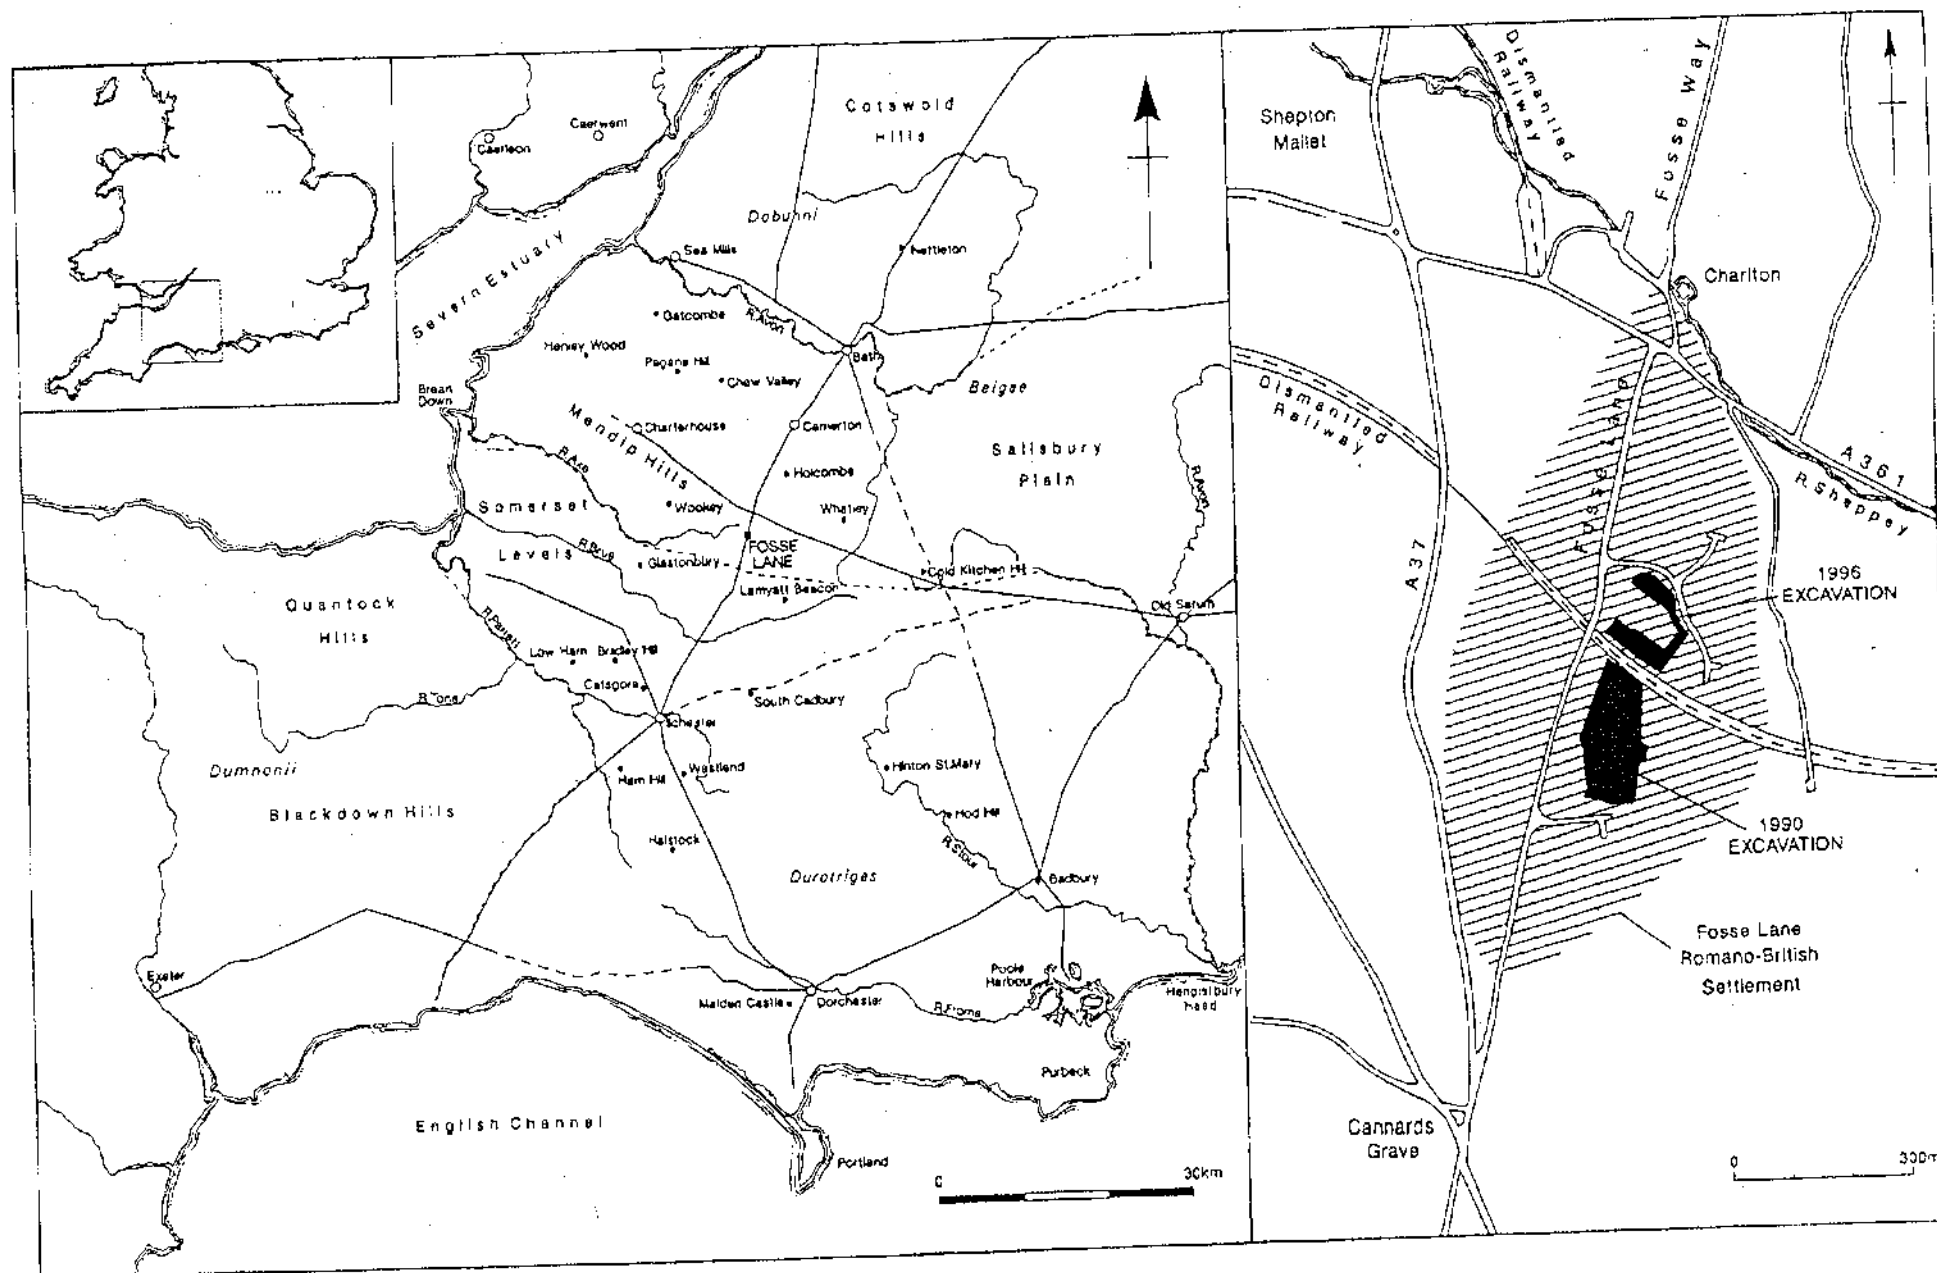 Caerleon
Caerwent
Cotswold
Hills
Dobunni
Severn Estuary
Sea Mills
Nettleton
Gatcombe
R.Avon
Henley Wood
Pagans Hill
Bath
Chew Valley
Belgae
Brean
Down
Mendip Hills
Charterhouse
Camerton
Salisbury
Plain
R.Axe
Holcombe
R.Avon
Somerset
Wookey
Whatley
FOSSE
LANE
Levels
R.Brue
Glastonbury
Cold Kitchen Hill
Lamyatt Beacon
Old Sarum
Quantock
Hills
R.Parrett
Low Ham
Bradley Hill
Catsgore
South Cadbury
Ilchester
Dumnonii
Ham Hill
Westland
Hinton St.Mary
Blackdown Hills
Hod Hill
Halstock
R.Stour
Durotriges
Badbury
Exeter
Poole
Harbour
Hengistbury
Head
Maiden Castle
Dorchester
R.Frome
Purbeck
English Channel
Portland
0
30km
Dismantled
Railway
Fosse Way
Shepton
Mallet
Charlton
Dismantled
Railway
Fosse Lane
A361
R.Sheppey
A37
1996
EXCAVATION
1990
EXCAVATION
Fosse Lane
Romano-British
Settlement
Cannards
Grave
0
300m